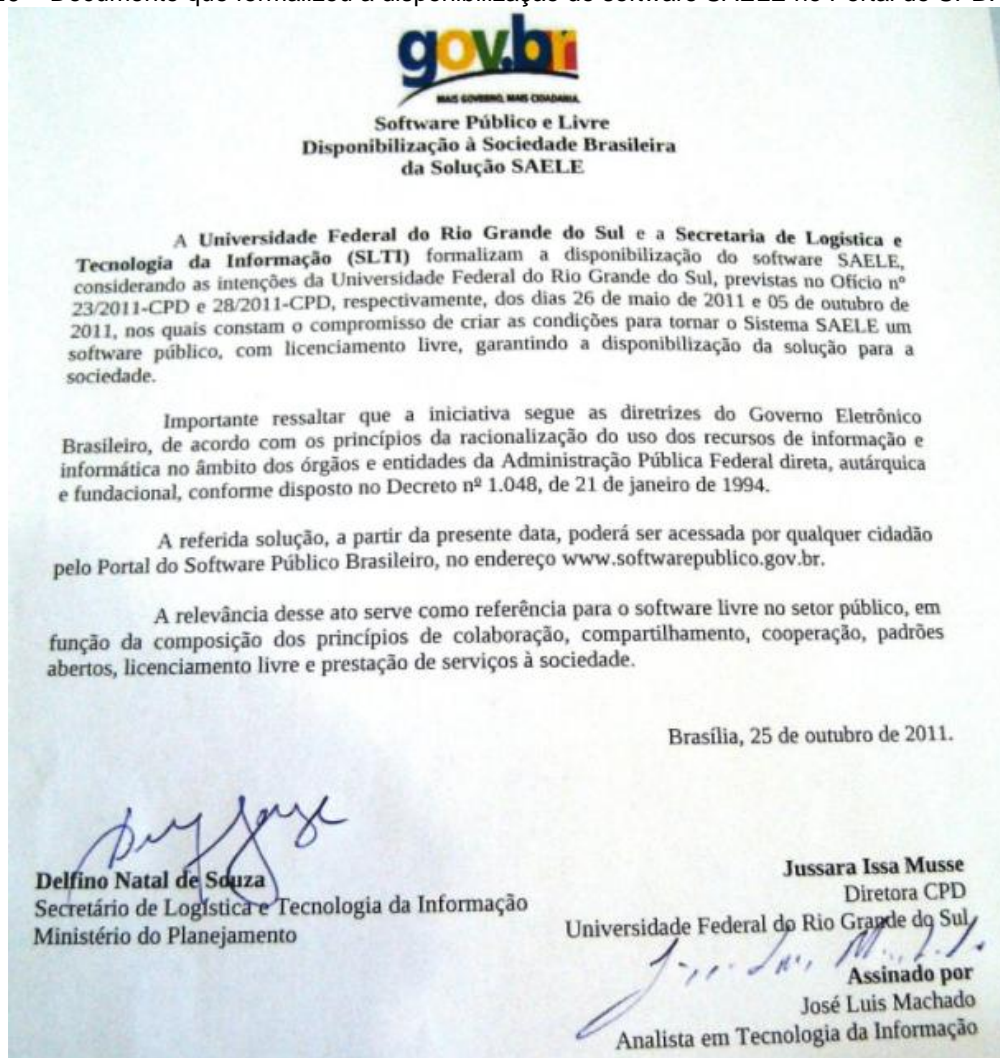 Documento que formalizou a disponibilização do software SAELE no Portal do SPB.
gov.br
MAIS GOVERNO, MAIS CIDADANIA.
Software Público e Livre
Disponibilização à Sociedade Brasileira
da Solução SAELE
A Universidade Federal do Rio Grande do Sul e a Secretaria de Logística e
Tecnologia da Informação (SLTI) formalizam a disponibilização do software SAELE,
considerando as intenções da Universidade Federal do Rio Grande do Sul, previstas no Ofício nº
23/2011-CPD e 28/2011-CPD, respectivamente, dos dias 26 de maio de 2011 e 05 de outubro de
2011, nos quais constam o compromisso de criar as condições para tornar o Sistema SAELE um
software público, com licenciamento livre, garantindo a disponibilização da solução para a
sociedade.
Importante ressaltar que a iniciativa segue as diretrizes do Governo Eletrônico
Brasileiro, de acordo com os princípios da racionalização do uso dos recursos de informação e
informática no âmbito dos órgãos e entidades da Administração Pública Federal direta, autárquica
e fundacional, conforme disposto no Decreto nº 1.048, de 21 de janeiro de 1994.
A referida solução, a partir da presente data, poderá ser acessada por qualquer cidadão
pelo Portal do Software Público Brasileiro, no endereço www.softwarepublico.gov.br.
A relevância desse ato serve como referência para o software livre no setor público, em
função da composição dos princípios de colaboração, compartilhamento, cooperação, padrões
abertos, licenciamento livre e prestação de serviços à sociedade.
Brasília, 25 de outubro de 2011.
Delfino Natal de Souza
Secretário de Logística e Tecnologia da Informação
Ministério do Planejamento
Jussara Issa Musse
Diretora CPD
Universidade Federal do Rio Grande do Sul
Assinado por
José Luis Machado
Analista em Tecnologia da Informação